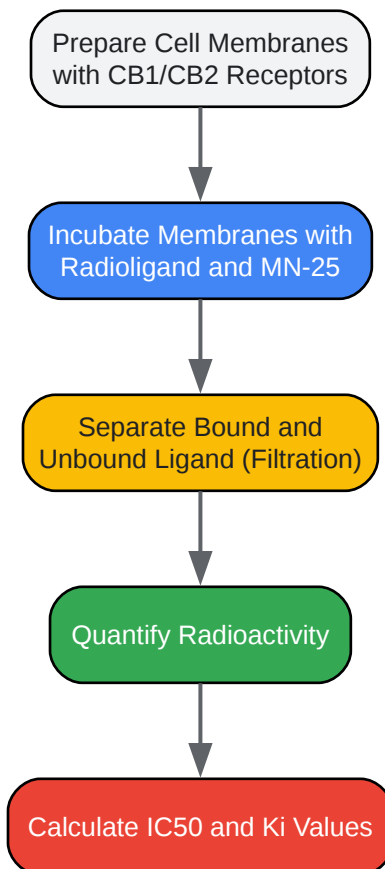 Prepare Cell Membranes
with CB1/CB2 Receptors
Incubate Membranes with
Radioligand and MN-25
Separate Bound and
Unbound Ligand (Filtration)
Quantify Radioactivity
Calculate IC50 and Ki Values